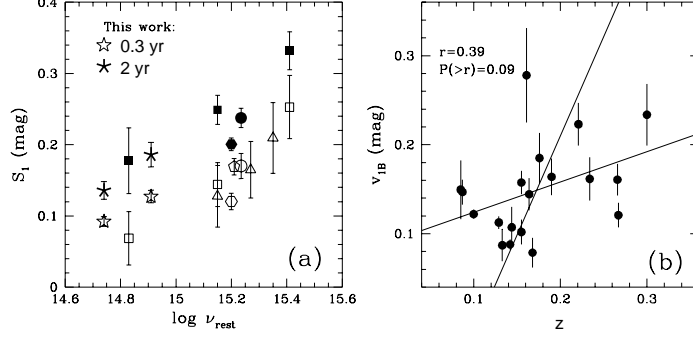 This work:
0.3 yr
2 yr
S₁ (mag)
0.4
0.3
0.2
0.1
0
(a)
14.6 14.8 15 15.2 15.4 15.6
log ν_rest
r=0.39
P(>r)=0.09
v₁B (mag)
0.3
0.2
0.1
(b)
0.1 0.2 0.3
z